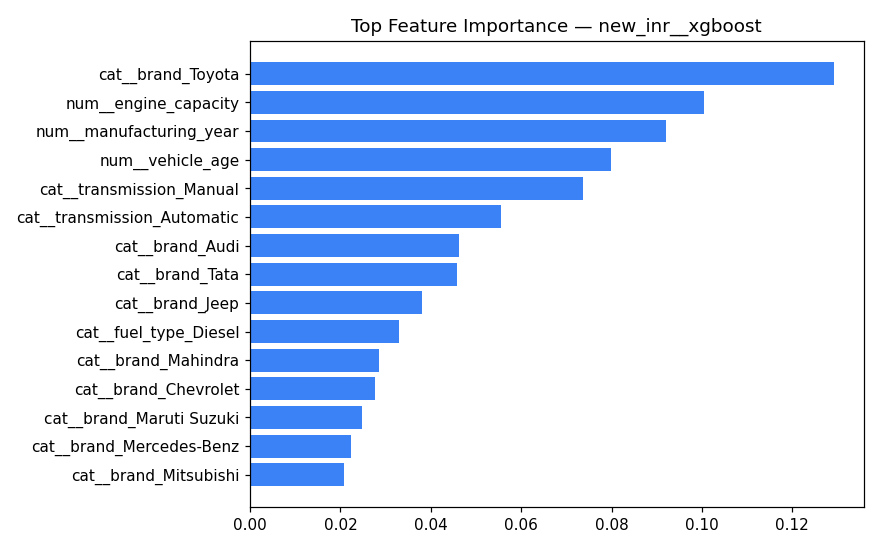 Top Feature Importance — new_inr__xgboost
cat__brand_Toyota
num__engine_capacity
num__manufacturing_year
num__vehicle_age
cat__transmission_Manual
cat__transmission_Automatic
cat__brand_Audi
cat__brand_Tata
cat__brand_Jeep
cat__fuel_type_Diesel
cat__brand_Mahindra
cat__brand_Chevrolet
cat__brand_Maruti Suzuki
cat__brand_Mercedes-Benz
cat__brand_Mitsubishi
0.00 0.02 0.04 0.06 0.08 0.10 0.12